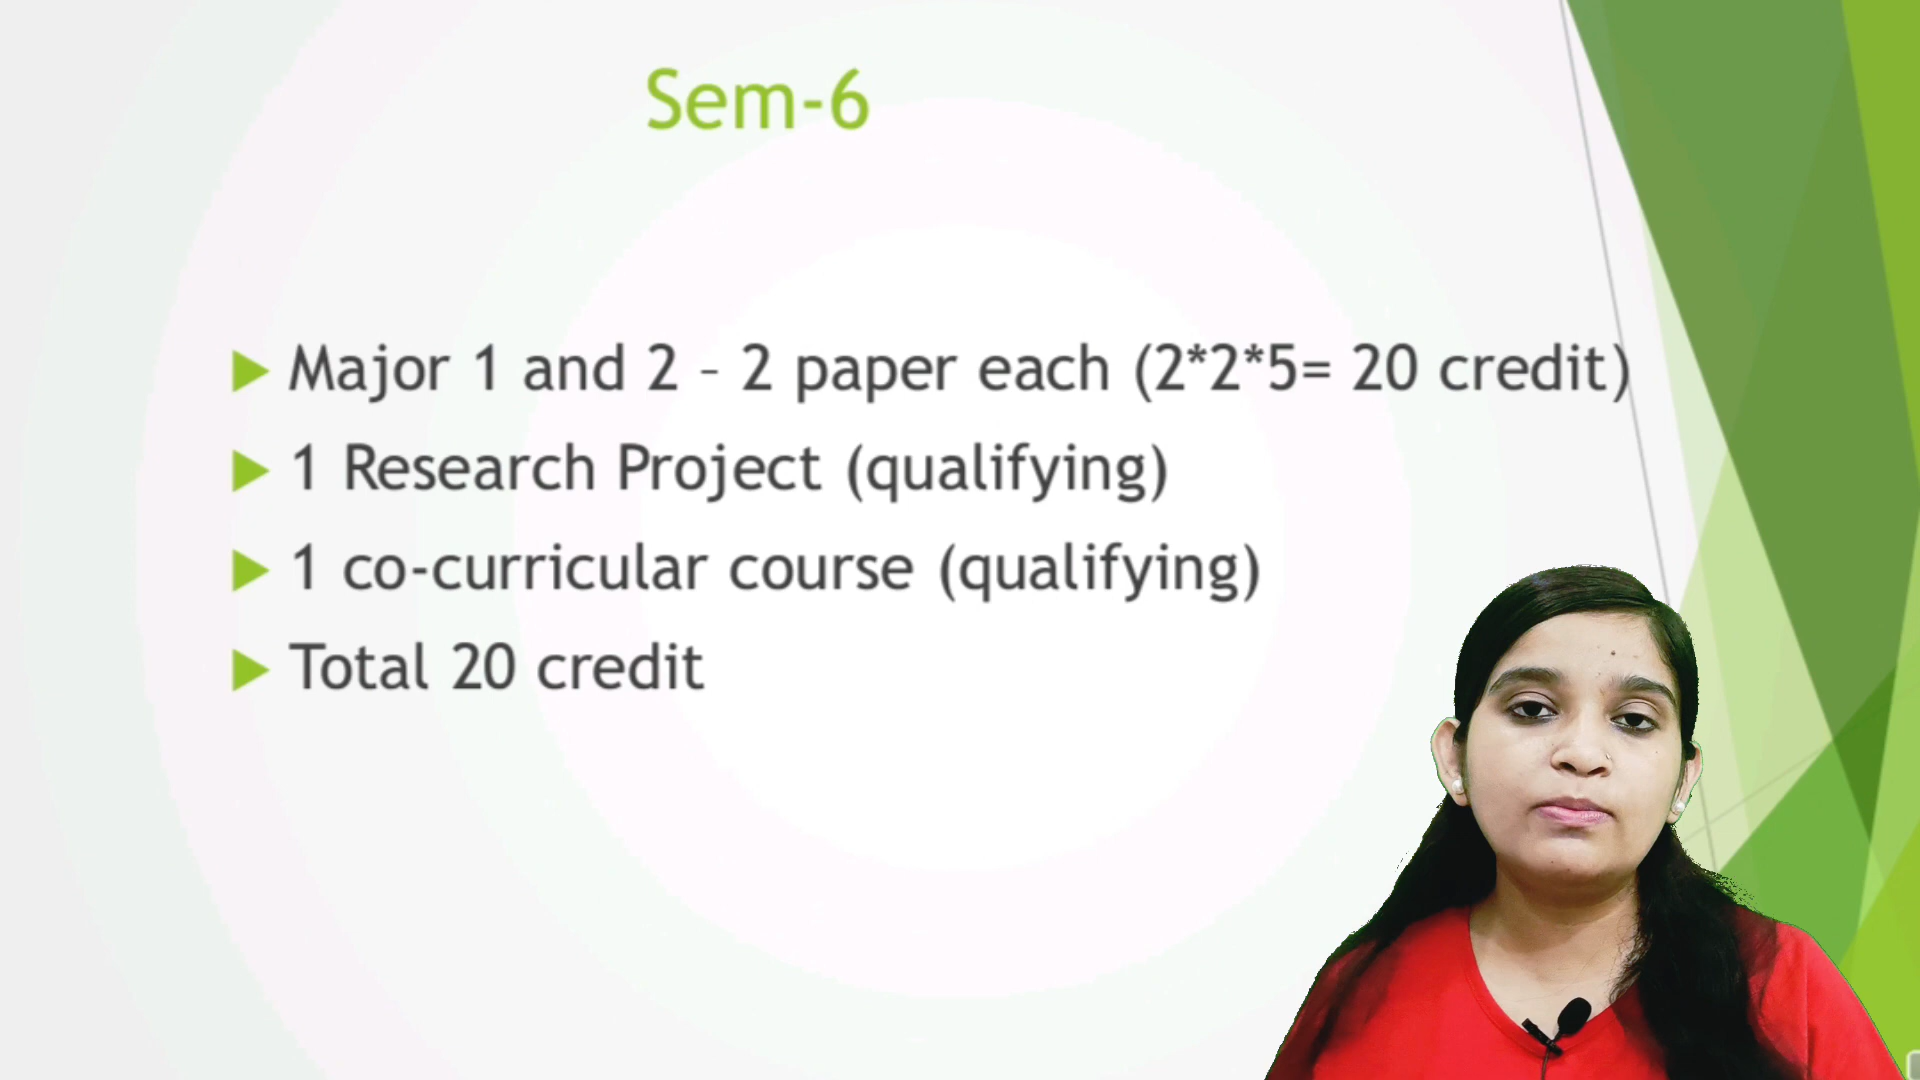 Sem-6
Major 1 and 2 – 2 paper each (2*2*5= 20 credit)
1 Research Project (qualifying)
1 co-curricular course (qualifying)
Total 20 credit